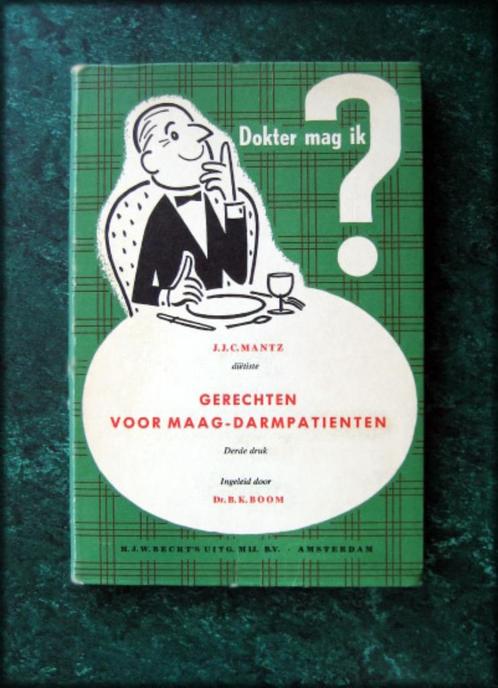 Dokter mag ik
?
J.J.C.MANTZ
diëtiste
GERECHTEN
VOOR MAAG-DARMPATIENTEN
Derde druk
Ingeleid door
Dr. B. K. BOOM
H.J.W. BECHT'S UITG. MIJ. B.V. · AMSTERDAM